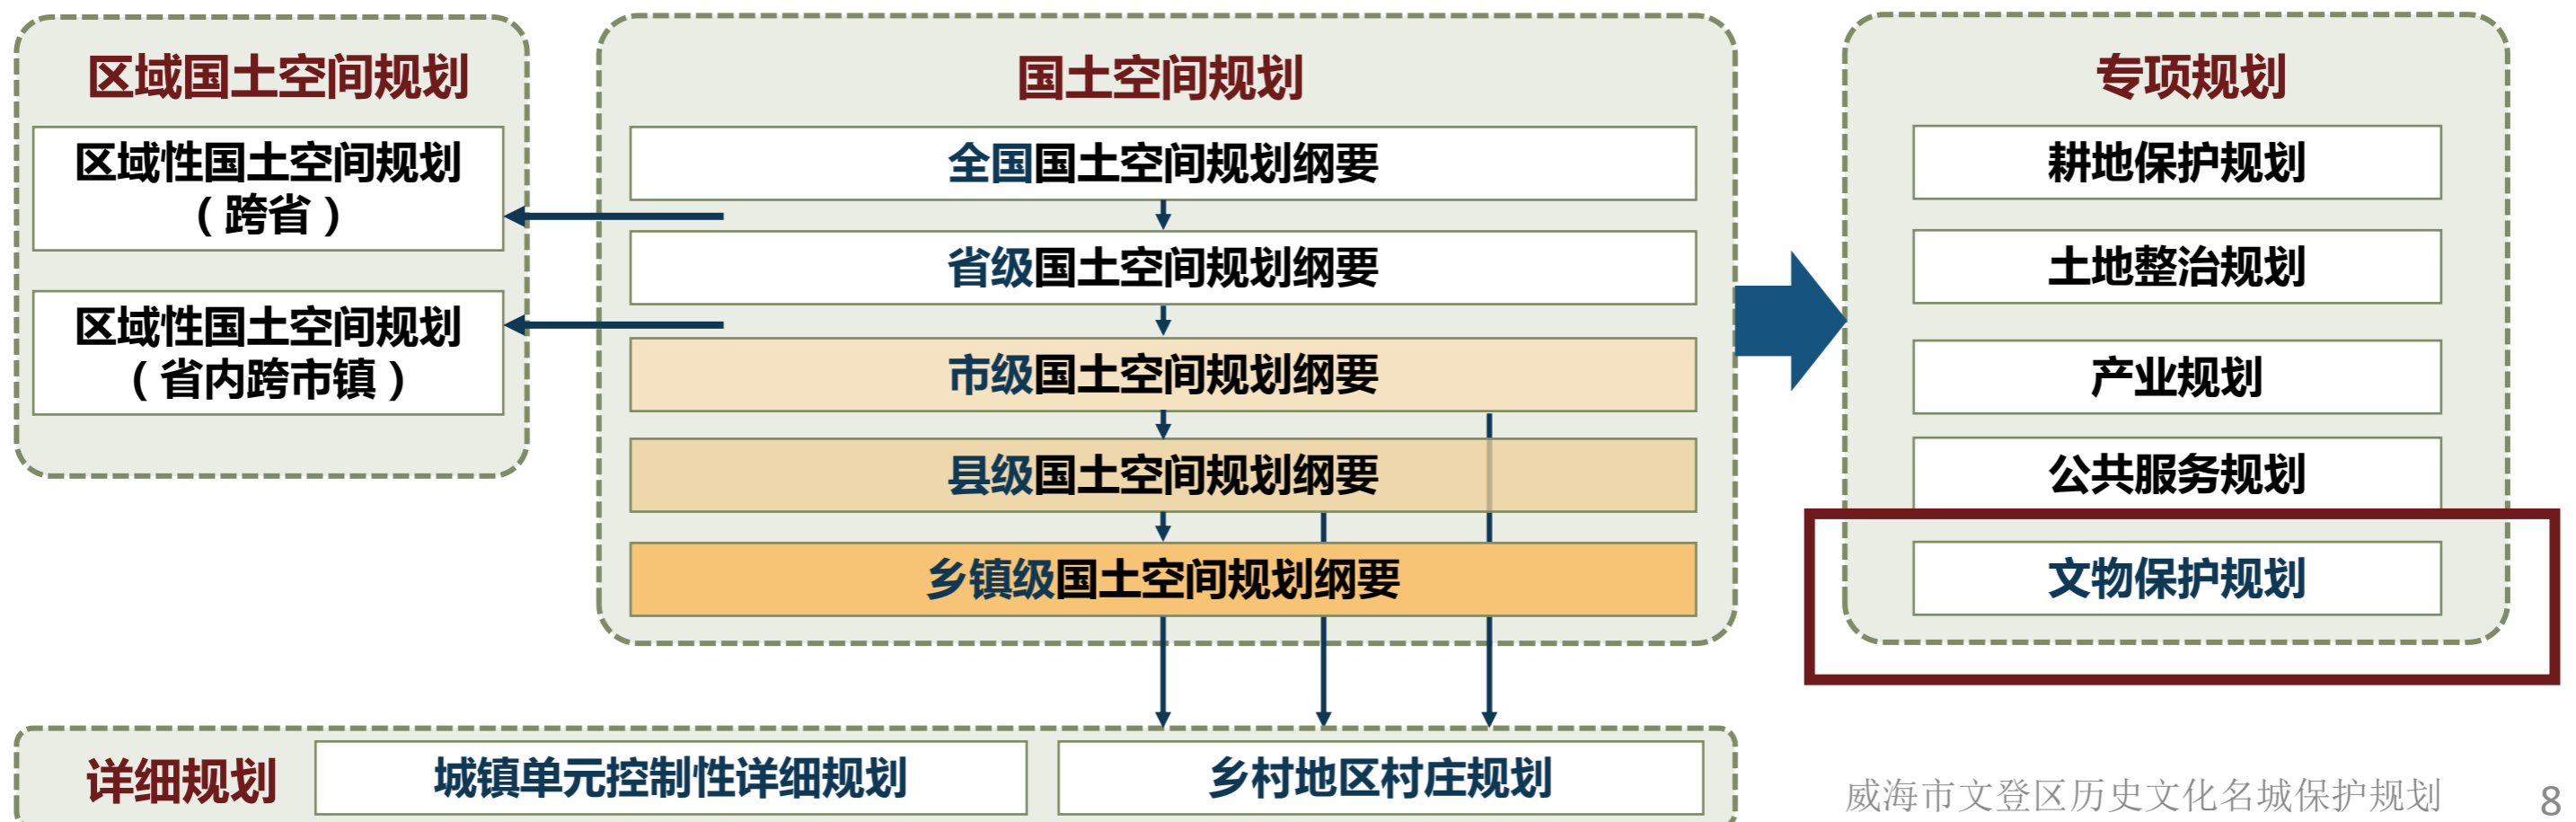 区域国土空间规划
区域性国土空间规划
（跨省）
区域性国土空间规划
（省内跨市镇）
国土空间规划
全国国土空间规划纲要
省级国土空间规划纲要
市级国土空间规划纲要
县级国土空间规划纲要
乡镇级国土空间规划纲要
专项规划
耕地保护规划
土地整治规划
产业规划
公共服务规划
文物保护规划
详细规划
城镇单元控制性详细规划
乡村地区村庄规划
威海市文登区历史文化名城保护规划
8